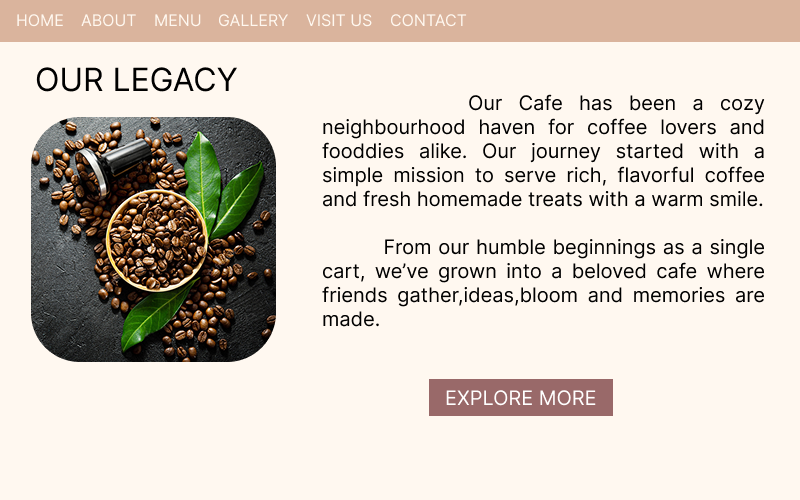 HOME ABOUT MENU GALLERY VISIT US CONTACT
OUR LEGACY
Our Cafe has been a cozy
neighbourhood haven for coffee lovers and
fooddies alike. Our journey started with a
simple mission to serve rich, flavorful coffee
and fresh homemade treats with a warm smile.
From our humble beginnings as a single
cart, we’ve grown into a beloved cafe where
friends gather,ideas,bloom and memories are
made.
EXPLORE MORE